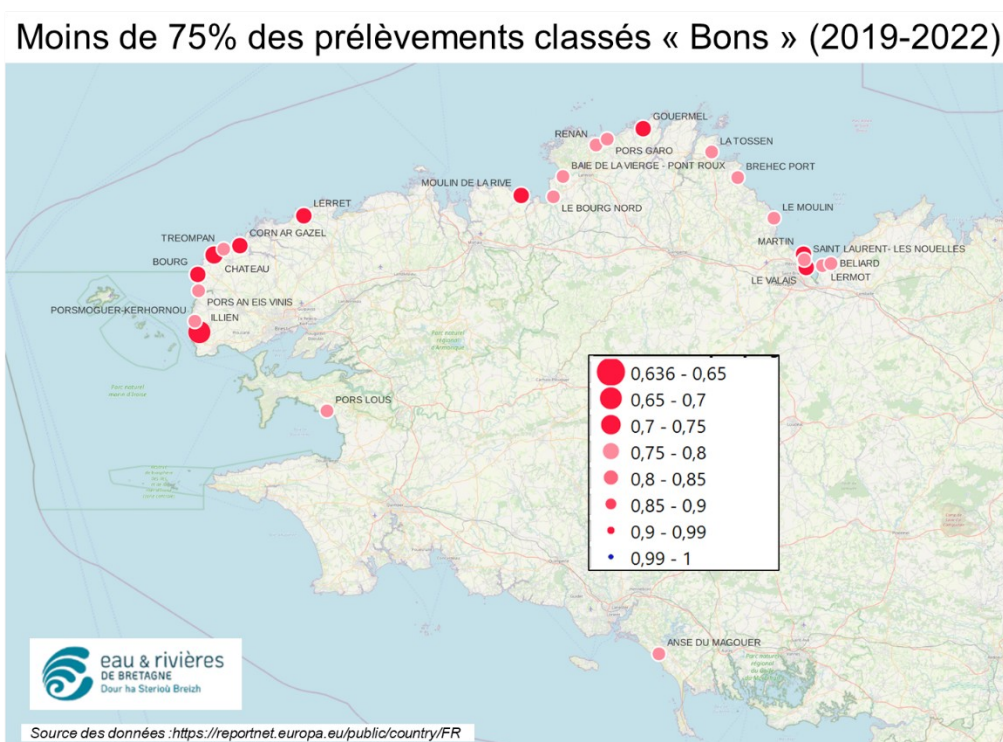 Moins de 75% des prélèvements classés « Bons » (2019-2022)
GOUERMEL
RENAN
PORS GARO
LA TOSSEN
BAIE DE LA VIERGE - PONT ROUX
BREHEC PORT
MOULIN DE LA RIVE
LE BOURG NORD
LERRET
LE MOULIN
TREOMPAN
CORN AR GAZEL
MARTIN
SAINT LAURENT- LES NOUELLES
BOURG
CHATEAU
BELIARD
LE VALAIS
LERMOT
PORS AN EIS VINIS
PORSMOGUER-KERHORNOU
ILLIEN
PORS LOUS
0,636 - 0,65
0,65 - 0,7
0,7 - 0,75
0,75 - 0,8
0,8 - 0,85
0,85 - 0,9
0,9 - 0,99
0,99 - 1
ANSE DU MAGOUER
eau & rivières
DE BRETAGNE
Dour ha Sterioù Breizh
Source des données :https://reportnet.europa.eu/public/country/FR